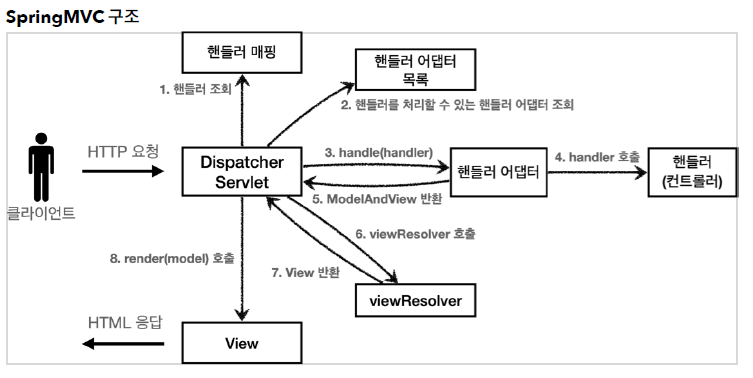 SpringMVC 구조
핸들러 매핑
핸들러 어댑터
목록
1. 핸들러 조회
2. 핸들러를 처리할 수 있는 핸들러 어댑터 조회
HTTP 요청
Dispatcher
Servlet
3. handle(handler)
핸들러 어댑터
4. handler 호출
핸들러
(컨트롤러)
5. ModelAndView 반환
클라이언트
6. viewResolver 호출
8. render(model) 호출
7. View 반환
viewResolver
HTML 응답
View